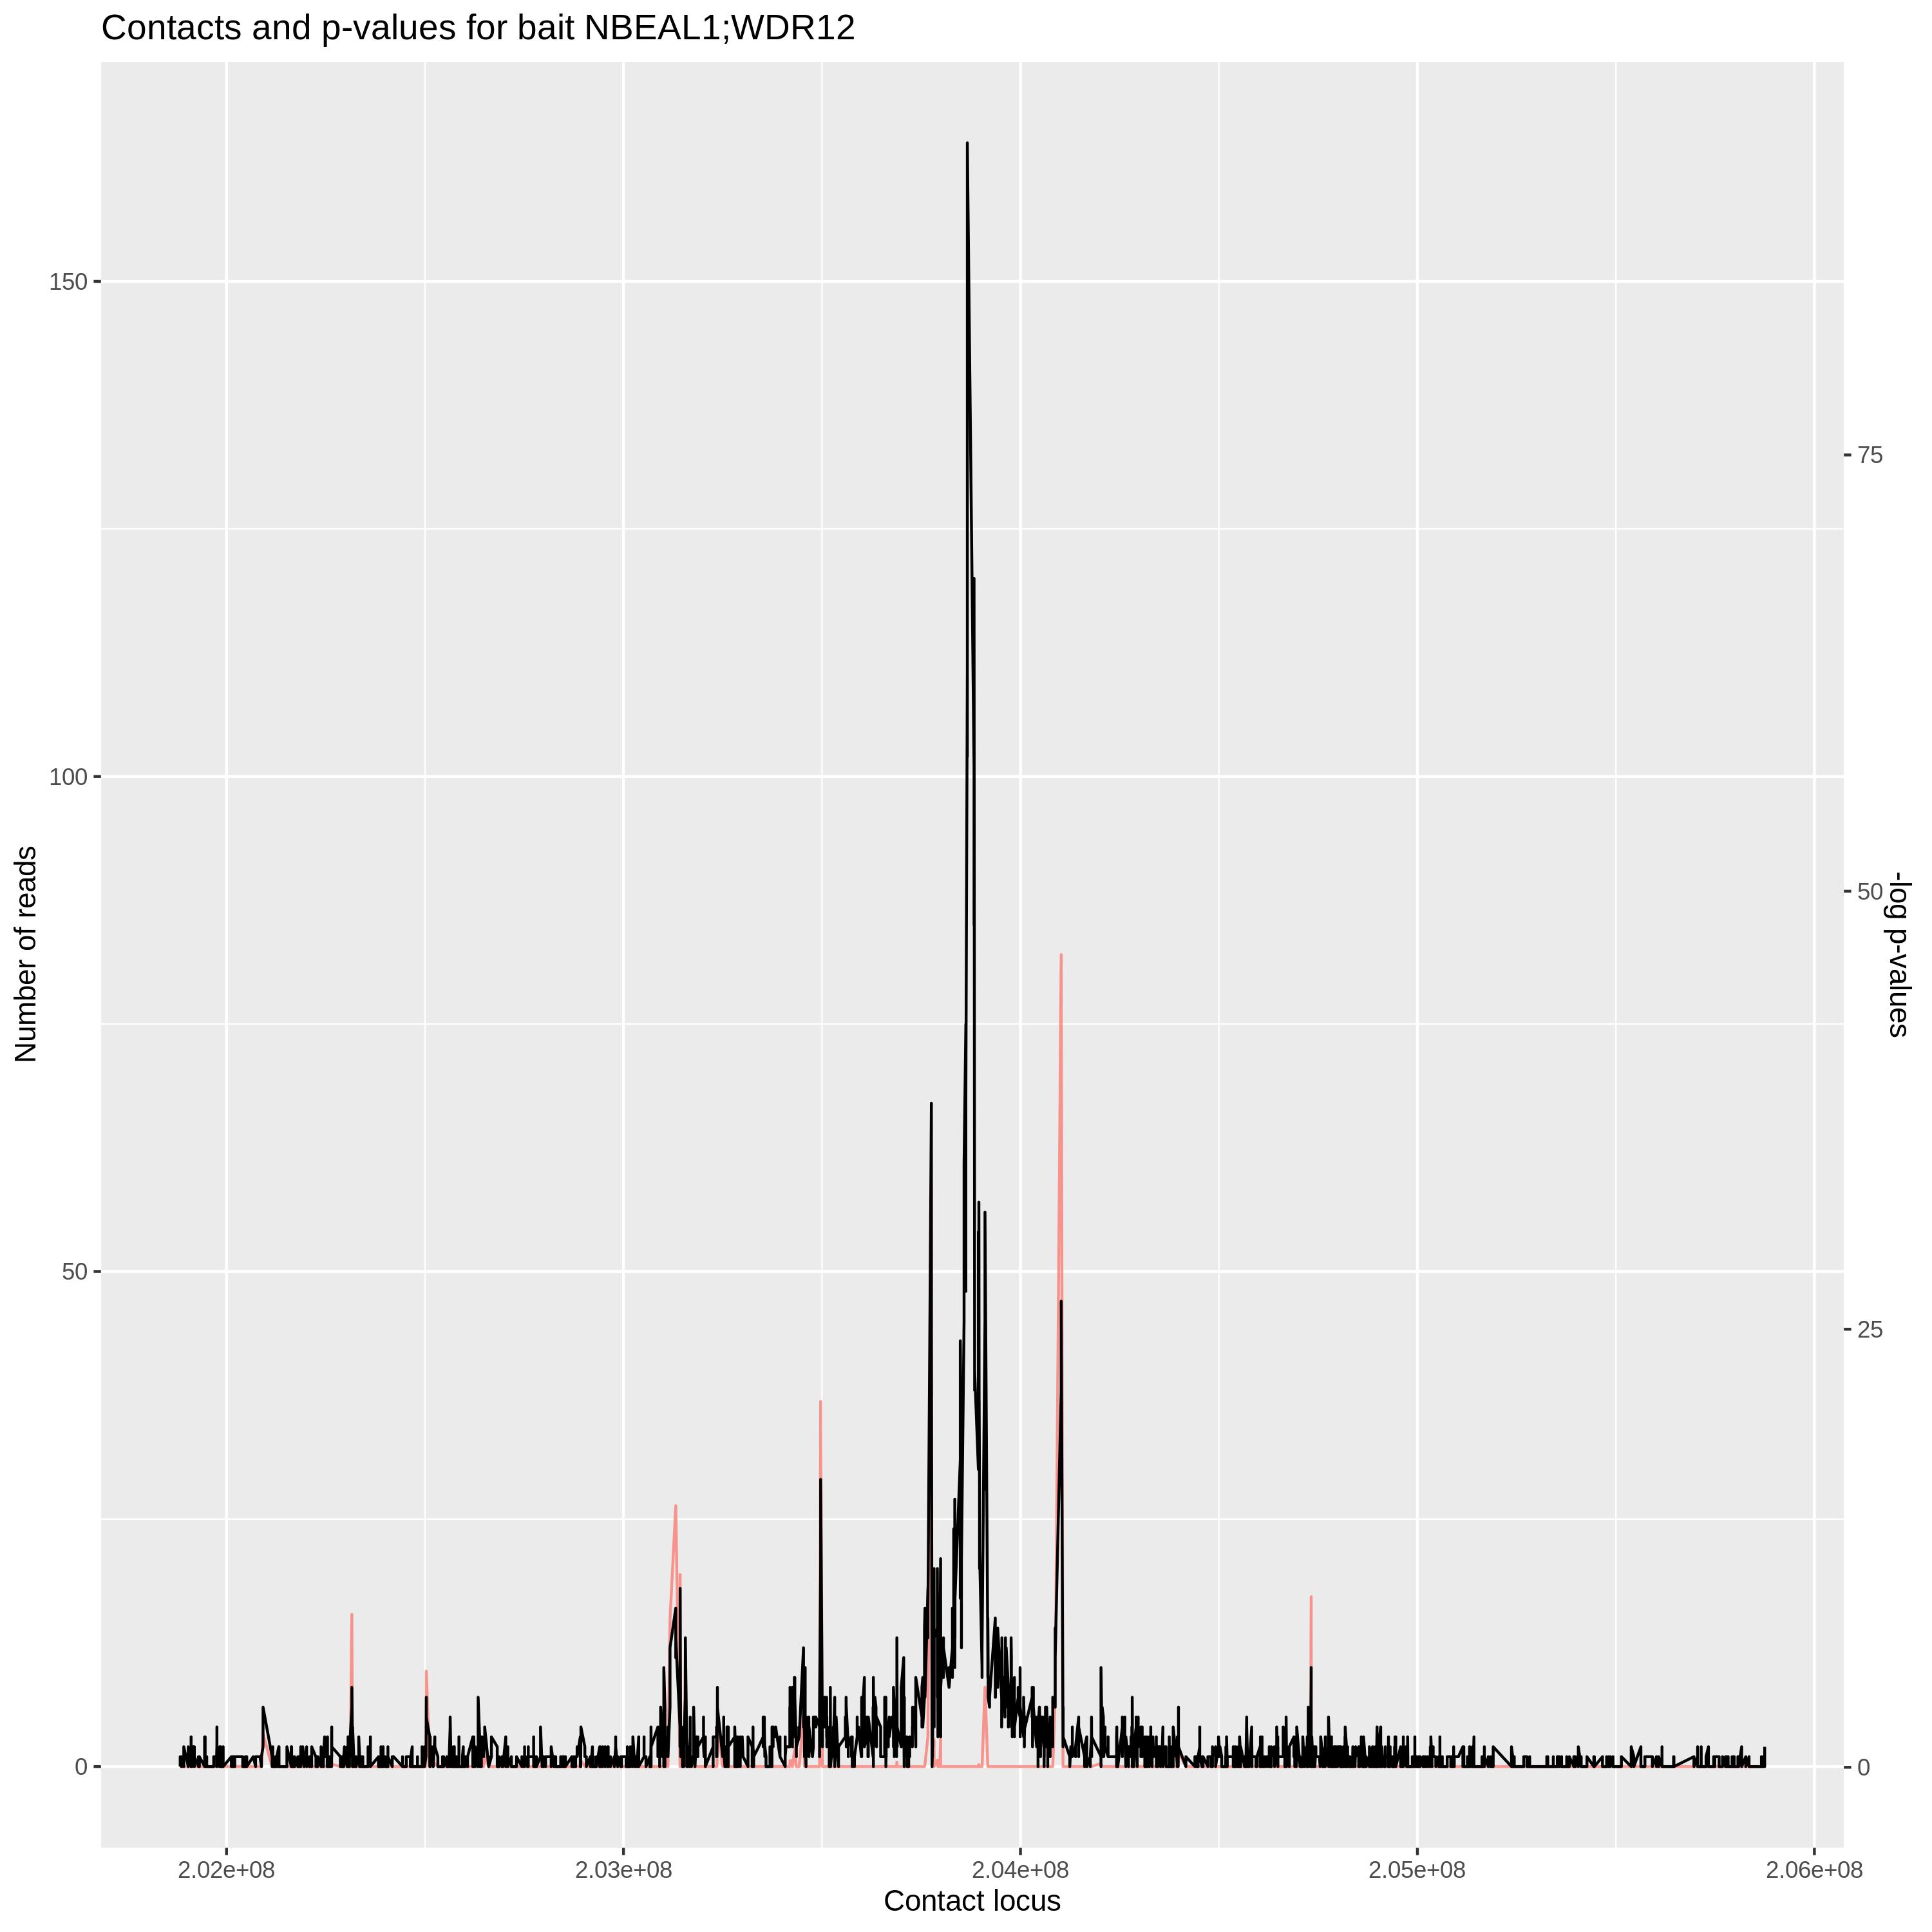 Contacts and p-values for bait NBEAL1;WDR12
150
100
50
0
Number of reads
75
50
25
0
-log p-values
2.02e+08 2.03e+08 2.04e+08 2.05e+08 2.06e+08
Contact locus